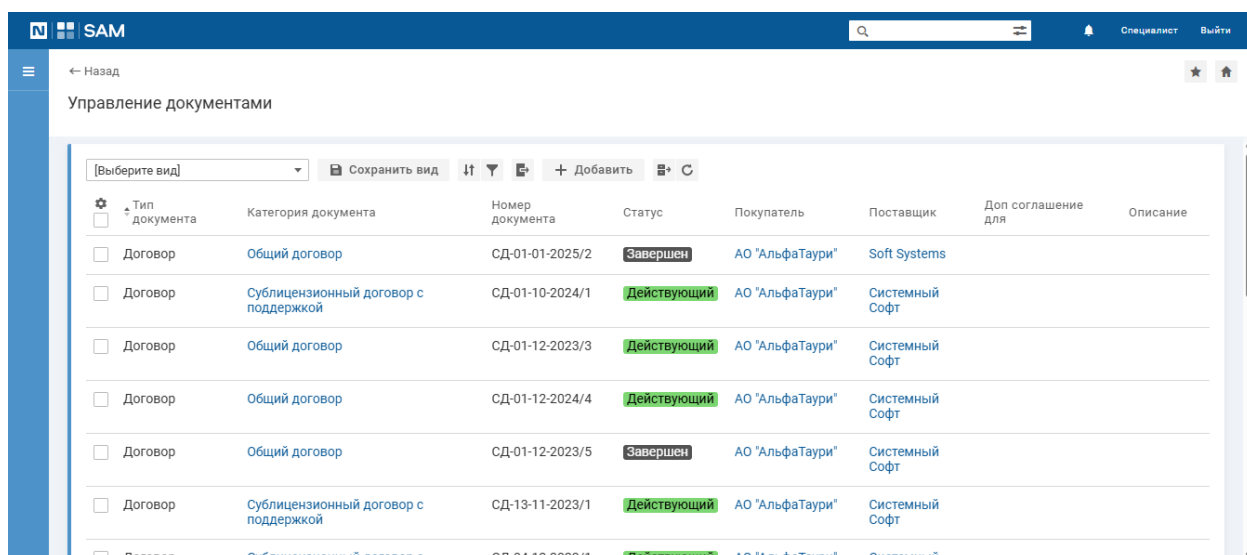 N SAM
Специалист Выйти
← Назад
Управление документами
[Выберите вид] Сохранить вид + Добавить
Тип документа Категория документа Номер документа Статус Покупатель Поставщик Доп соглашение для Описание
Договор Общий договор СД-01-01-2025/2 Завершен АО "АльфаТаури" Soft Systems
Договор Сублицензионный договор с поддержкой СД-01-10-2024/1 Действующий АО "АльфаТаури" Системный Софт
Договор Общий договор СД-01-12-2023/3 Действующий АО "АльфаТаури" Системный Софт
Договор Общий договор СД-01-12-2024/4 Действующий АО "АльфаТаури" Системный Софт
Договор Общий договор СД-01-12-2023/5 Завершен АО "АльфаТаури" Системный Софт
Договор Сублицензионный договор с поддержкой СД-13-11-2023/1 Действующий АО "АльфаТаури" Системный Софт